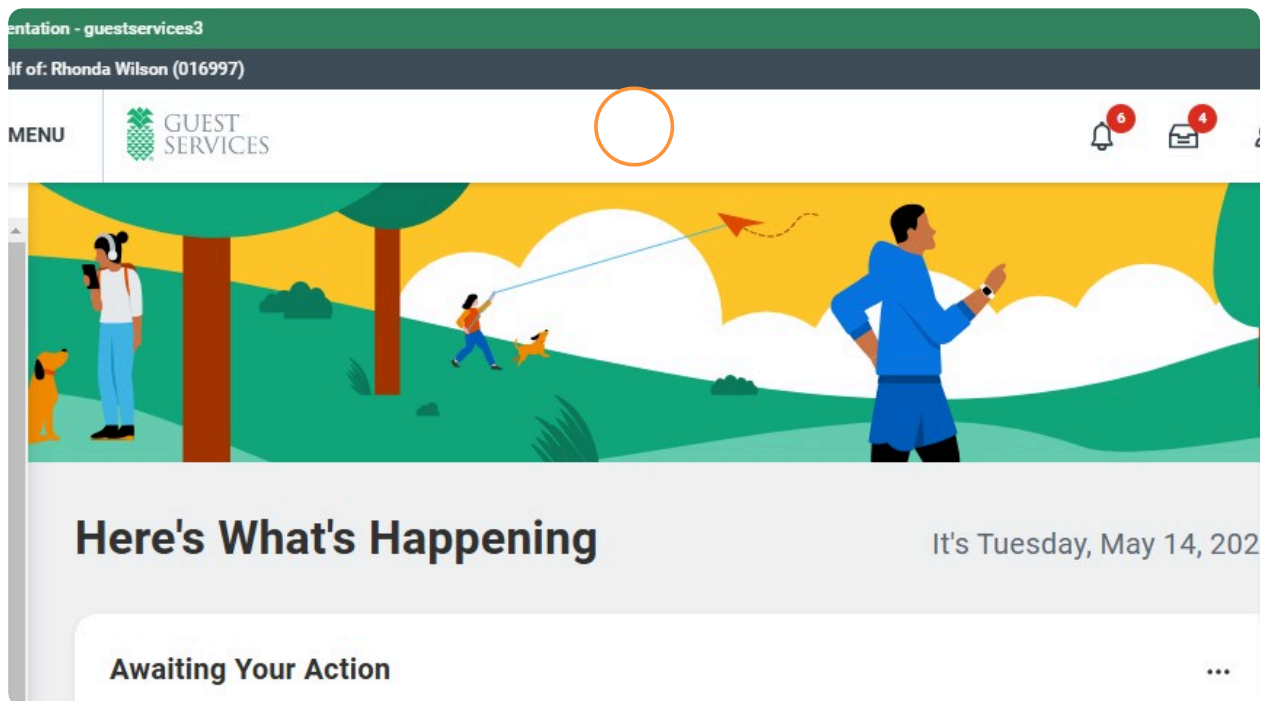 entation - guestservices3
lf of: Rhonda Wilson (016997)
MENU
GUEST
SERVICES
6
4
Here's What's Happening
It's Tuesday, May 14, 202
Awaiting Your Action